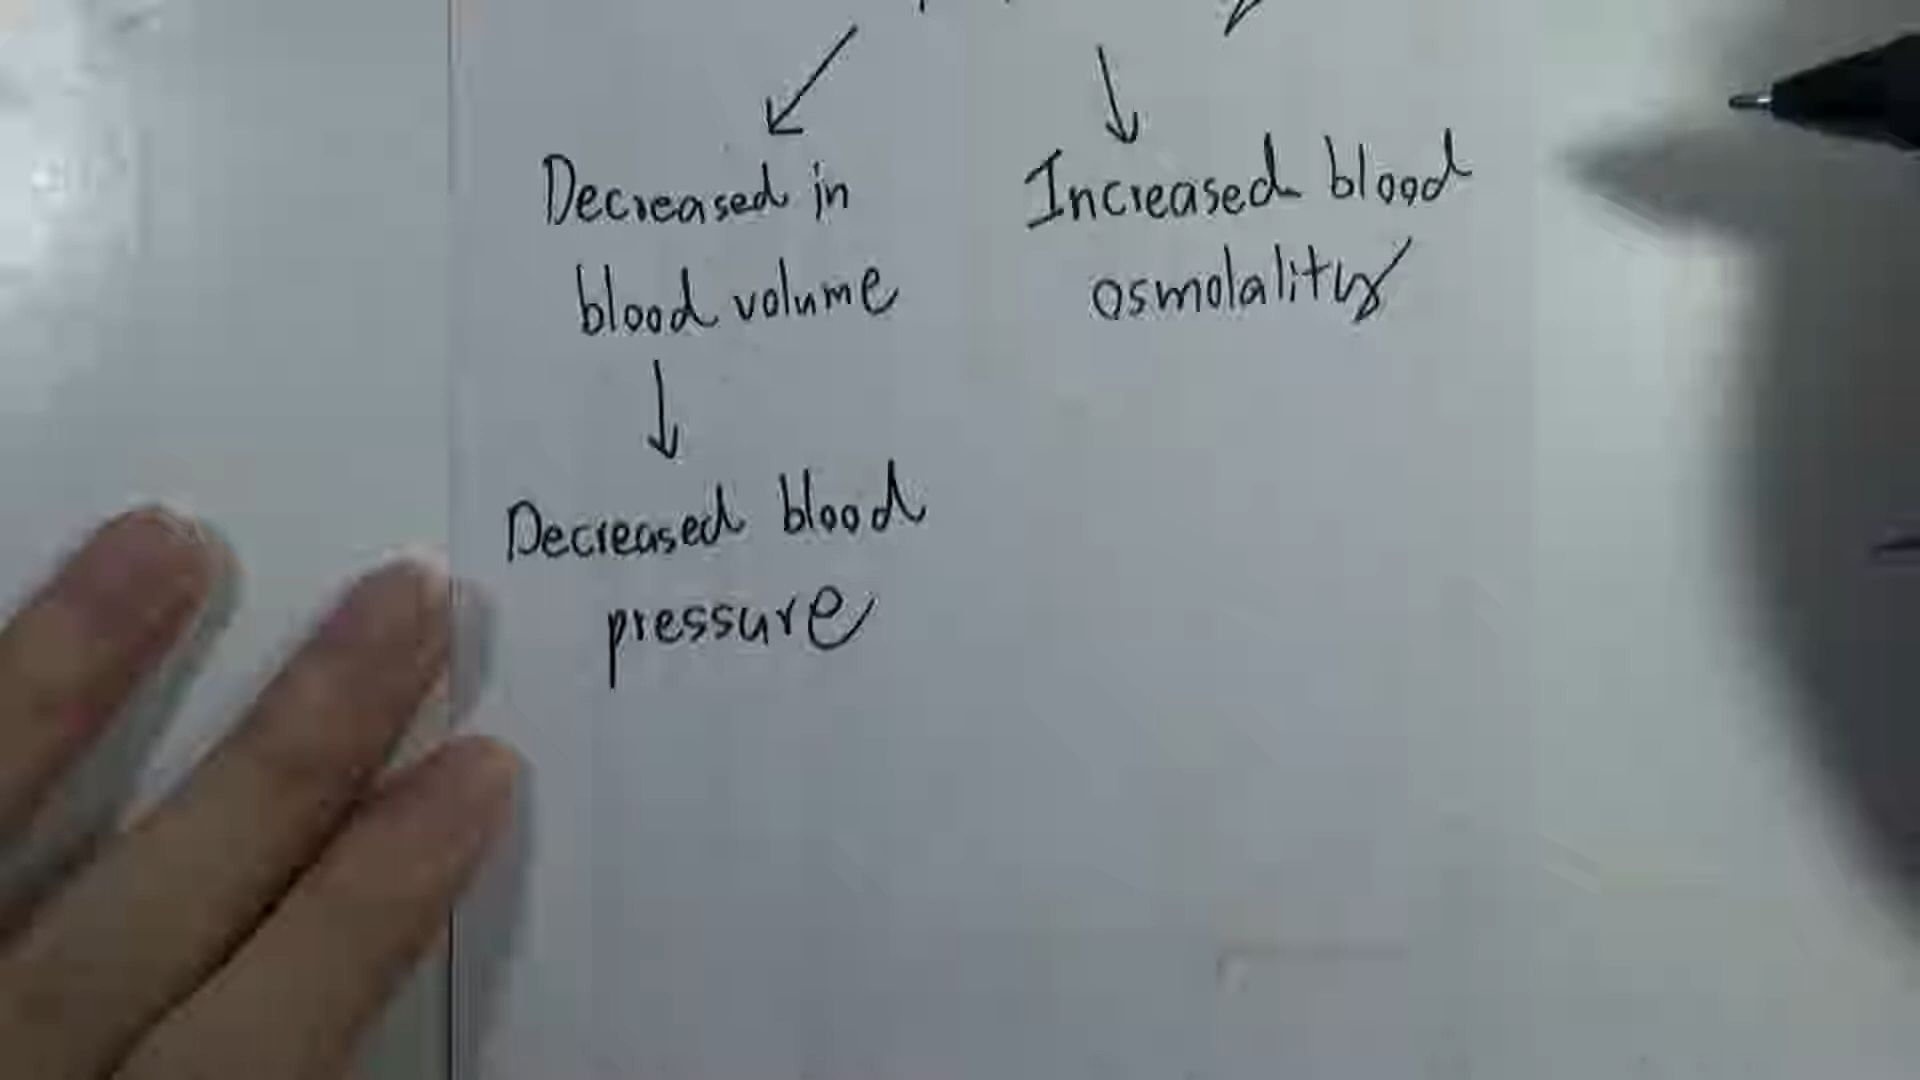 Decreased in
blood volume
Decreased blood
pressure
Increased blood
osmolality